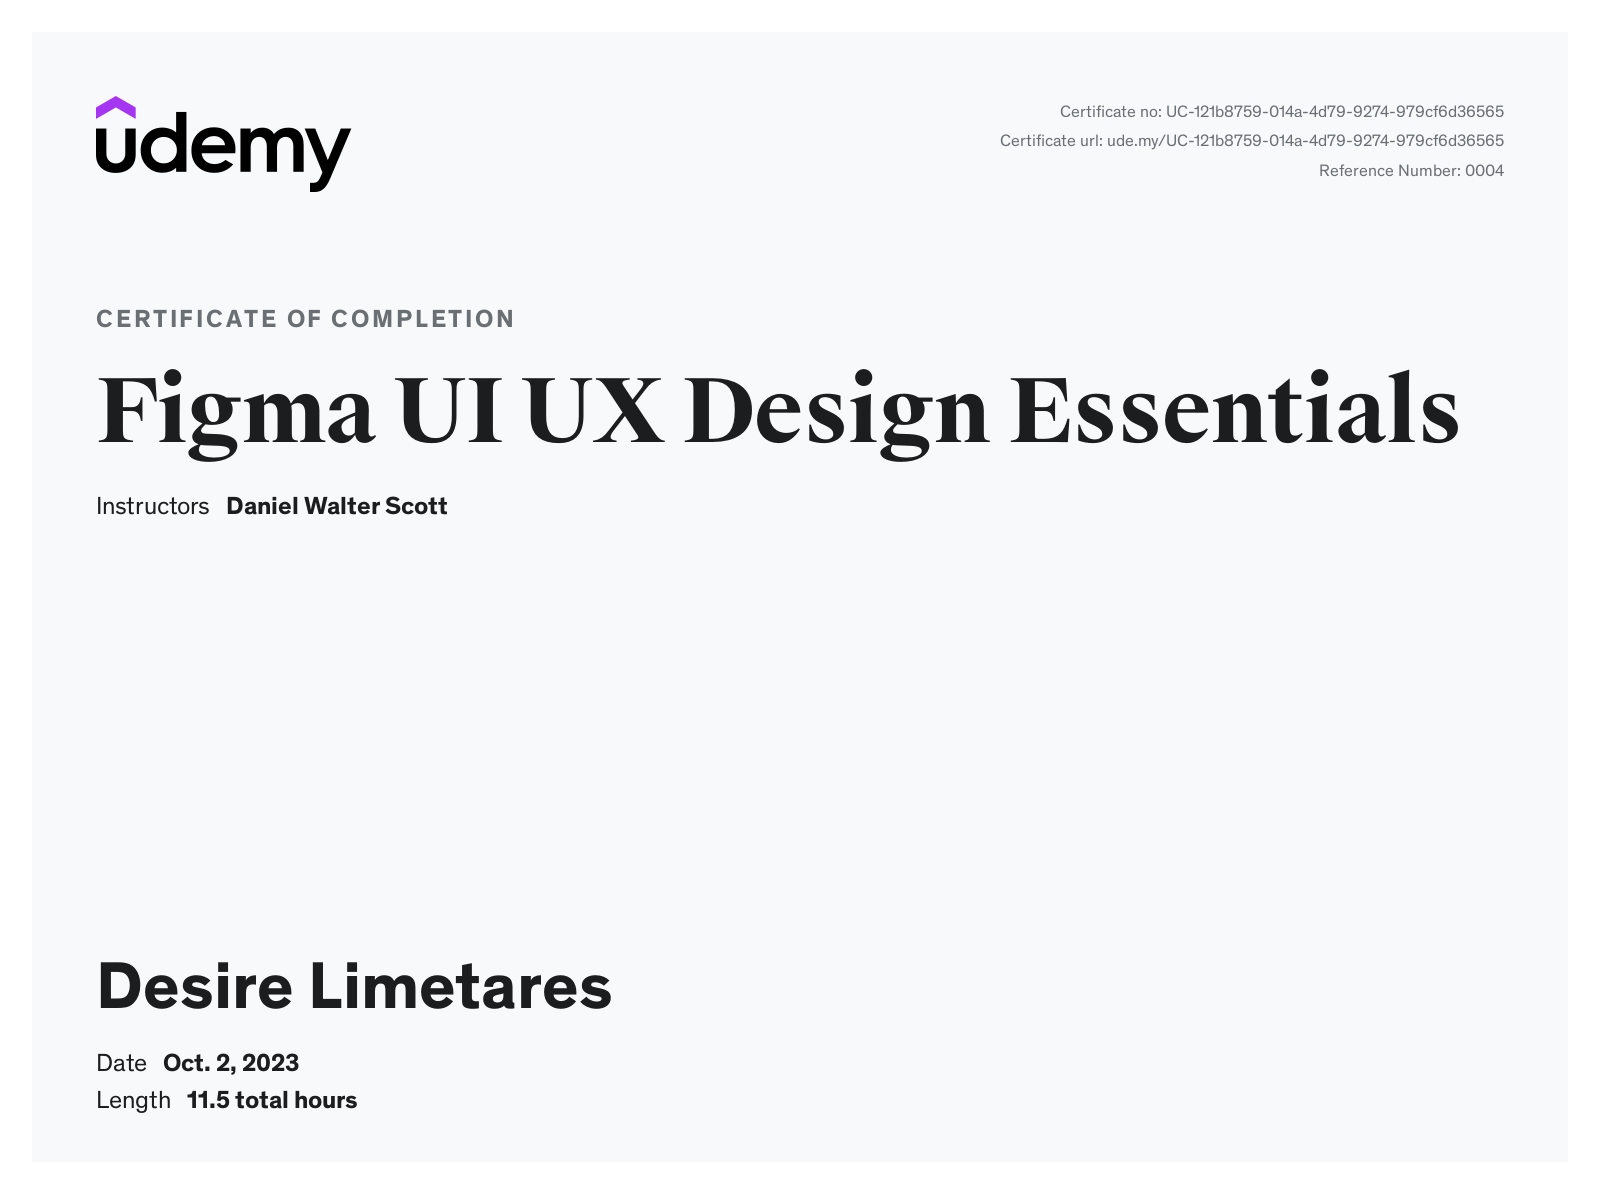 udemy
Certificate no: UC-121b8759-014a-4d79-9274-979cf6d36565
Certificate url: ude.my/UC-121b8759-014a-4d79-9274-979cf6d36565
Reference Number: 0004
CERTIFICATE OF COMPLETION
Figma UI UX Design Essentials
Instructors Daniel Walter Scott
Desire Limetares
Date Oct. 2, 2023
Length 11.5 total hours